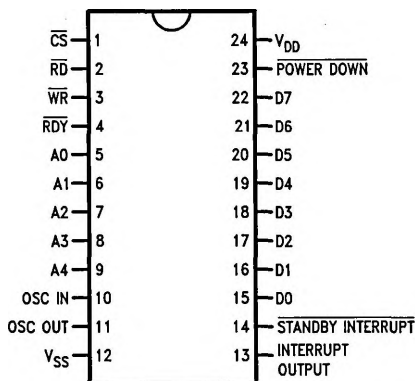 CS 1 24 VDD
RD 2 23 POWER DOWN
WR 3 22 D7
RDY 4 21 D6
A0 5 20 D5
A1 6 19 D4
A2 7 18 D3
A3 8 17 D2
A4 9 16 D1
OSC IN 10 15 D0
OSC OUT 11 14 STANDBY INTERRUPT
VSS 12 13 INTERRUPT
OUTPUT